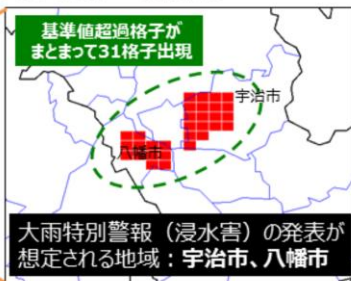 基準値超過格子が
まとまって31格子出現
宇治市
八幡市
大雨特別警報（浸水害）の発表が
想定される地域：宇治市、八幡市